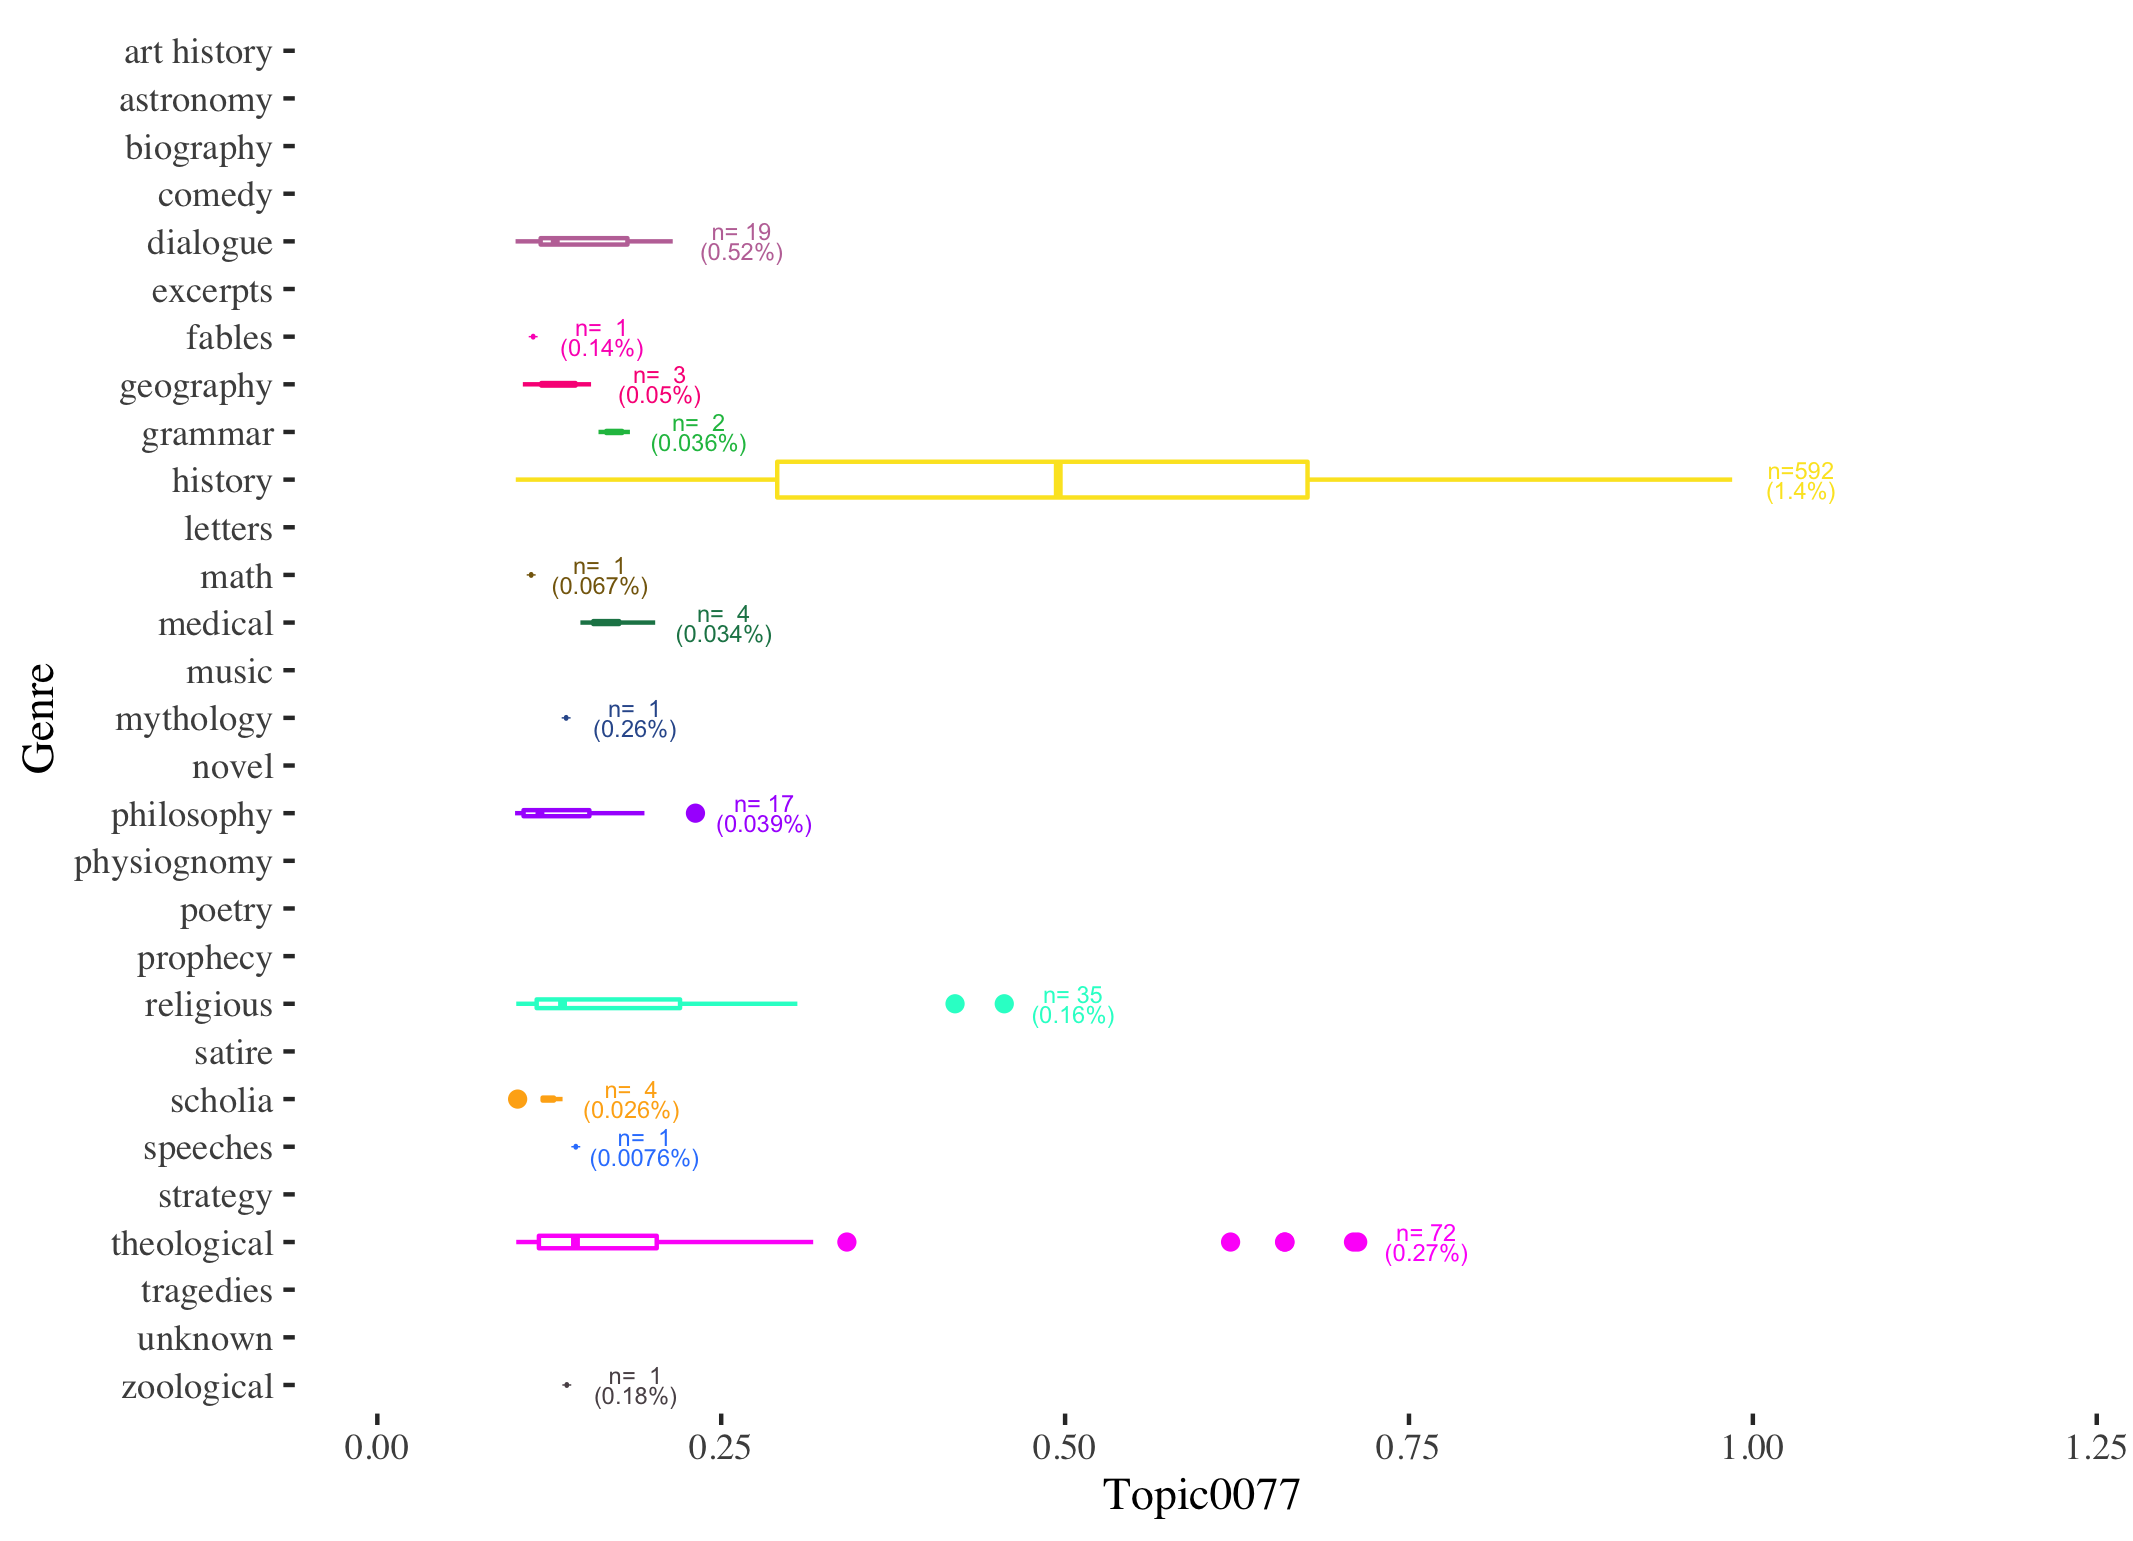 art history
astronomy
biography
comedy
dialogue
n= 19
(0.52%)
excerpts
fables
n=  1
(0.14%)
geography
n=  3
(0.05%)
grammar
n=  2
(0.036%)
history
n=592
(1.4%)
letters
math
n=  1
(0.067%)
medical
n=  4
(0.034%)
music
mythology
n=  1
(0.26%)
novel
philosophy
n= 17
(0.039%)
physiognomy
poetry
prophecy
religious
n= 35
(0.16%)
satire
scholia
n=  4
(0.026%)
speeches
n=  1
(0.0076%)
strategy
theological
n= 72
(0.27%)
tragedies
unknown
zoological
n=  1
(0.18%)
Genre
0.00 0.25 0.50 0.75 1.00 1.25
Topic0077